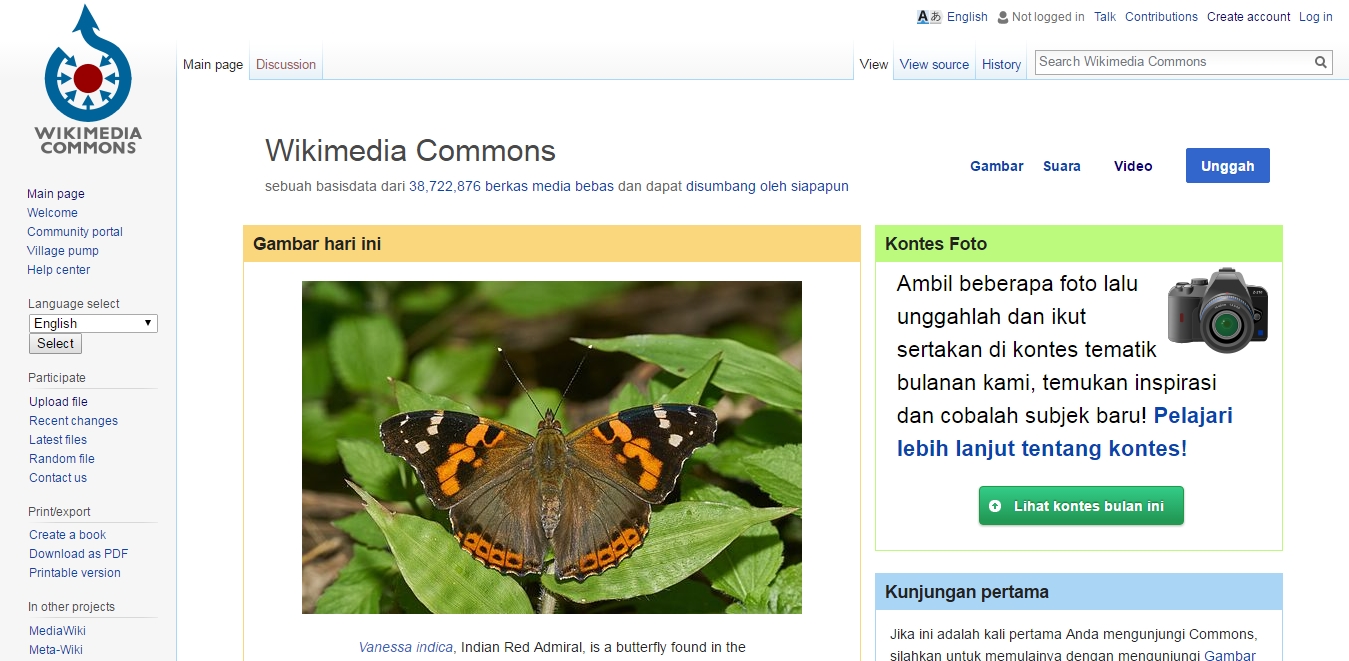 Aあ English Not logged in Talk Contributions Create account Log in
Main page Discussion View View source History Search Wikimedia Commons
WIKIMEDIA
COMMONS
Main page
Welcome
Community portal
Village pump
Help center
Language select
English
Select
Participate
Upload file
Recent changes
Latest files
Random file
Contact us
Print/export
Create a book
Download as PDF
Printable version
In other projects
MediaWiki
Meta-Wiki
Wikimedia Commons
sebuah basisdata dari 38,722,876 berkas media bebas dan dapat disumbang oleh siapapun
Gambar Suara Video Unggah
Gambar hari ini
Vanessa indica, Indian Red Admiral, is a butterfly found in the
Kontes Foto
Ambil beberapa foto lalu
unggahlah dan ikut
sertakan di kontes tematik
bulanan kami, temukan inspirasi
dan cobalah subjek baru! Pelajari
lebih lanjut tentang kontes!
Lihat kontes bulan ini
Kunjungan pertama
Jika ini adalah kali pertama Anda mengunjungi Commons,
silahkan untuk memulainya dengan mengunjungi Gambar